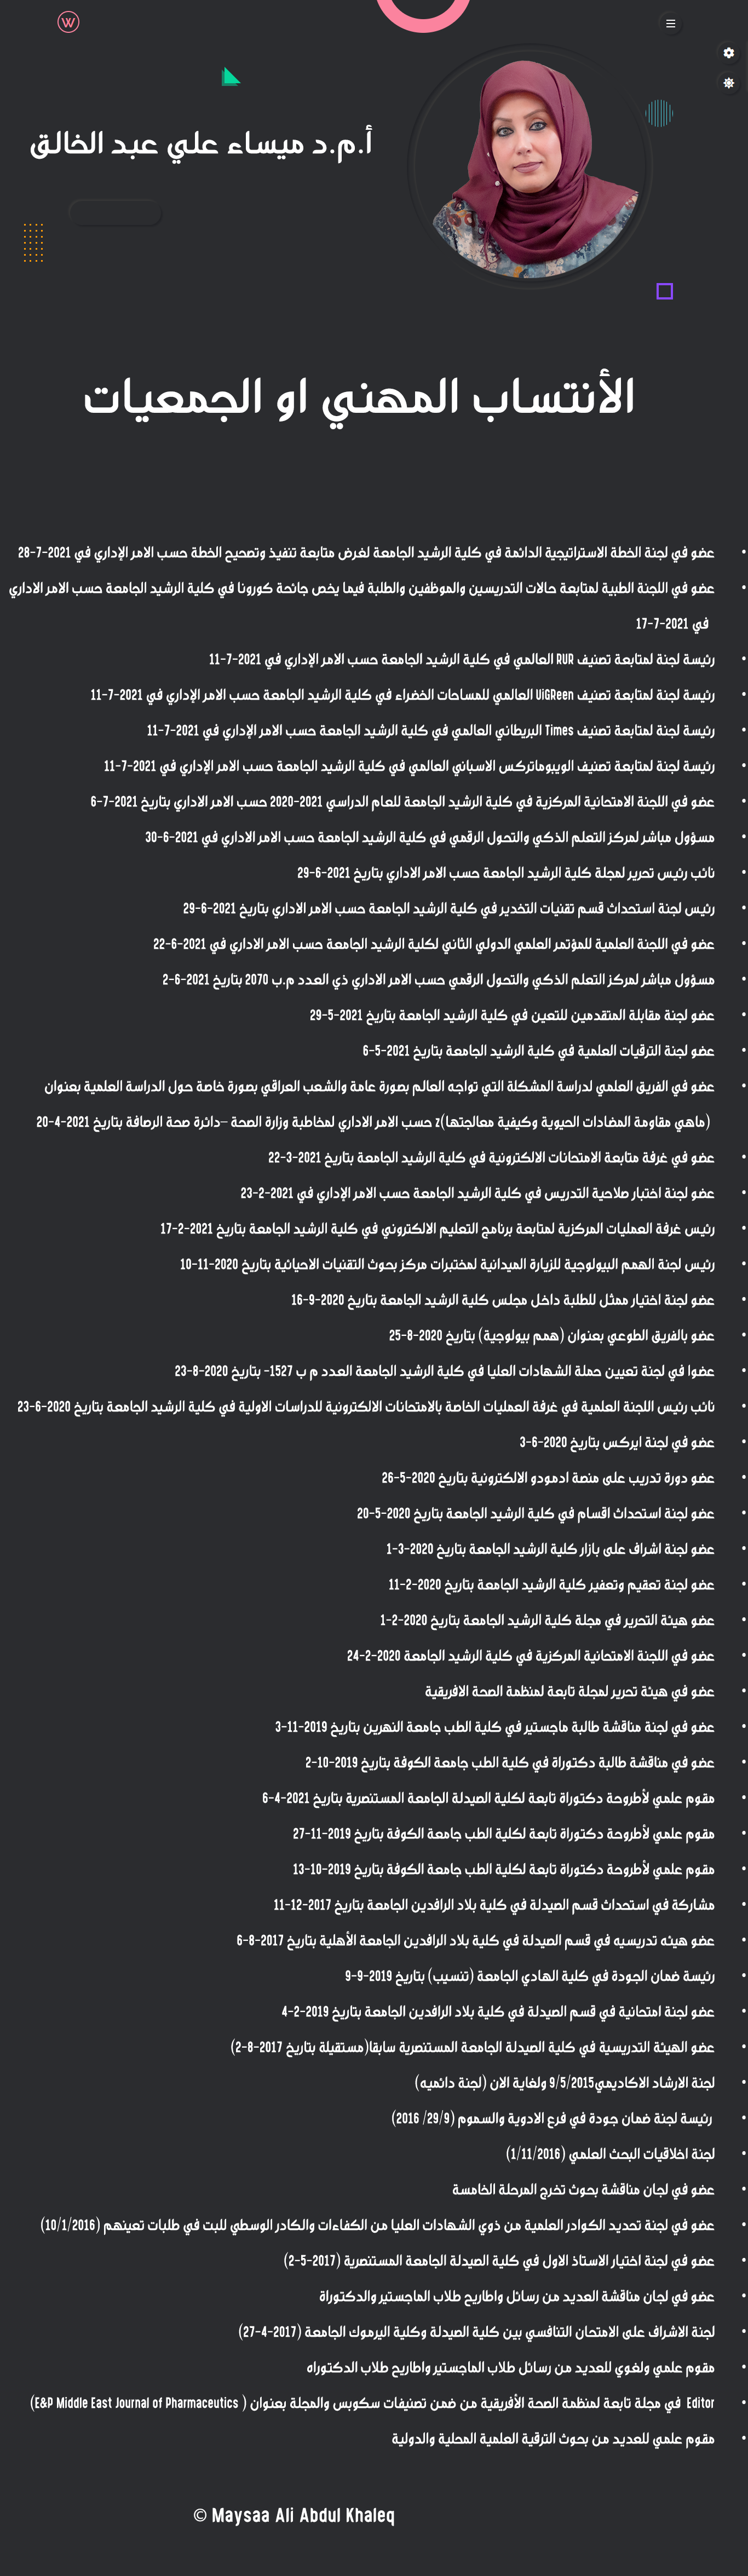 W
أ.م.د ميساء علي عبد الخالق
الأنتساب المهني او الجمعيات
• عضو في لجنة الخطة الاستراتيجية الدائمة في كلية الرشيد الجامعة لغرض متابعة تنفيذ وتصحيح الخطة حسب الامر الإداري في 2021-7-28
• عضو في اللجنة الطبية لمتابعة حالات التدريسين والموظفين والطلبة فيما يخص جائحة كورونا في كلية الرشيد الجامعة حسب الامر الاداري
في 2021-7-17
• رئيسة لجنة لمتابعة تصنيف RUR العالمي في كلية الرشيد الجامعة حسب الامر الإداري في 2021-7-11
• رئيسة لجنة لمتابعة تصنيف UiGReen العالمي للمساحات الخضراء في كلية الرشيد الجامعة حسب الامر الإداري في 2021-7-11
• رئيسة لجنة لمتابعة تصنيف Times البريطاني العالمي في كلية الرشيد الجامعة حسب الامر الإداري في 2021-7-11
• رئيسة لجنة لمتابعة تصنيف الويبوماتركس الاسباني العالمي في كلية الرشيد الجامعة حسب الامر الإداري في 2021-7-11
• عضو في اللجنة الامتحانية المركزية في كلية الرشيد الجامعة للعام الدراسي 2021-2020 حسب الامر الاداري بتاريخ 2021-7-6
• مسؤول مباشر لمركز التعلم الذكي والتحول الرقمي في كلية الرشيد الجامعة حسب الامر الاداري في 2021-6-30
• نائب رئيس تحرير لمجلة كلية الرشيد الجامعة حسب الامر الاداري بتاريخ 2021-6-29
• رئيس لجنة استحداث قسم تقنيات التخدير في كلية الرشيد الجامعة حسب الامر الاداري بتاريخ 2021-6-29
• عضو في اللجنة العلمية للمؤتمر العلمي الدولي الثاني لكلية الرشيد الجامعة حسب الامر الاداري في 2021-6-22
• مسؤول مباشر لمركز التعلم الذكي والتحول الرقمي حسب الامر الاداري ذي العدد م.ب 2070 بتاريخ 2021-6-2
• عضو لجنة مقابلة المتقدمين للتعين في كلية الرشيد الجامعة بتاريخ 2021-5-29
• عضو لجنة الترقيات العلمية في كلية الرشيد الجامعة بتاريخ 2021-5-6
• عضو في الفريق العلمي لدراسة المشكلة التي تواجه العالم بصورة عامة والشعب العراقي بصورة خاصة حول الدراسة العلمية بعنوان
(ماهي مقاومة المضادات الحيوية وكيفية معالجتها)z حسب الامر الاداري لمخاطبة وزارة الصحة –دائرة صحة الرصافة بتاريخ 2021-4-20
• عضو في غرفة متابعة الامتحانات الالكترونية في كلية الرشيد الجامعة بتاريخ 2021-3-22
• عضو لجنة اختبار صلاحية التدريس في كلية الرشيد الجامعة حسب الامر الإداري في 2021-2-23
• رئيس غرفة العمليات المركزية لمتابعة برنامج التعليم الالكتروني في كلية الرشيد الجامعة بتاريخ 2021-2-17
• رئيس لجنة الهمم البيولوجية للزيارة الميدانية لمختبرات مركز بحوث التقنيات الاحيائية بتاريخ 2020-11-10
• عضو لجنة اختيار ممثل للطلبة داخل مجلس كلية الرشيد الجامعة بتاريخ 2020-9-16
• عضو بالفريق الطوعي بعنوان (همم بيولوجية) بتاريخ 2020-8-25
• عضوا في لجنة تعيين حملة الشهادات العليا في كلية الرشيد الجامعة العدد م ب 1527- بتاريخ 2020-8-23
• نائب رئيس اللجنة العلمية في غرفة العمليات الخاصة بالامتحانات الالكترونية للدراسات الاولية في كلية الرشيد الجامعة بتاريخ 2020-6-23
• عضو في لجنة ايركس بتاريخ 2020-6-3
• عضو دورة تدريب على منصة ادمودو الالكترونية بتاريخ 2020-5-26
• عضو لجنة استحداث اقسام في كلية الرشيد الجامعة بتاريخ 2020-5-20
• عضو لجنة اشراف على بازار كلية الرشيد الجامعة بتاريخ 2020-3-1
• عضو لجنة تعقيم وتعفير كلية الرشيد الجامعة بتاريخ 2020-2-11
• عضو هيئة التحرير في مجلة كلية الرشيد الجامعة بتاريخ 2020-2-1
• عضو في اللجنة الامتحانية المركزية في كلية الرشيد الجامعة 2020-2-24
• عضو في هيئة تحرير لمجلة تابعة لمنظمة الصحة الافريقية
• عضو في لجنة مناقشة طالبة ماجستير في كلية الطب جامعة النهرين بتاريخ 2019-11-3
• عضو في مناقشة طالبة دكتوراة في كلية الطب جامعة الكوفة بتاريخ 2019-10-2
• مقوم علمي لأطروحة دكتوراة تابعة لكلية الصيدلة الجامعة المستنصرية بتاريخ 2021-4-6
• مقوم علمي لأطروحة دكتوراة تابعة لكلية الطب جامعة الكوفة بتاريخ 2019-11-27
• مقوم علمي لأطروحة دكتوراة تابعة لكلية الطب جامعة الكوفة بتاريخ 2019-10-13
• مشاركة في استحداث قسم الصيدلة في كلية بلاد الرافدين الجامعة بتاريخ 2017-12-11
• عضو هيئه تدريسيه في قسم الصيدلة في كلية بلاد الرافدين الجامعة الأهلية بتاريخ 2017-8-6
• رئيسة ضمان الجودة في كلية الهادي الجامعة (تنسيب) بتاريخ 2019-9-9
• عضو لجنة امتحانية في قسم الصيدلة في كلية بلاد الرافدين الجامعة بتاريخ 2019-2-4
• عضو الهيئة التدريسية في كلية الصيدلة الجامعة المستنصرية سابقا(مستقيلة بتاريخ 2017-8-2)
• لجنة الارشاد الاكاديمي9/5/2015 ولغاية الان (لجنة دائميه)
• رئيسة لجنة ضمان جودة في فرع الادوية والسموم (29/9/ 2016)
• لجنة اخلاقيات البحث العلمي (1/11/2016)
• عضو في لجان مناقشة بحوث تخرج المرحلة الخامسة
• عضو في لجنة تحديد الكوادر العلمية من ذوي الشهادات العليا من الكفاءات والكادر الوسطي للبت في طلبات تعينهم (10/1/2016)
• عضو في لجنة اختيار الاستاذ الاول في كلية الصيدلة الجامعة المستنصرية (2017-5-2)
• عضو في لجان مناقشة العديد من رسائل واطاريح طلاب الماجستير والدكتوراة
• لجنة الاشراف على الامتحان التنافسي بين كلية الصيدلة وكلية اليرموك الجامعة (2017-4-27)
• مقوم علمي ولغوي للعديد من رسائل طلاب الماجستير واطاريح طلاب الدكتوراه
• Editor في مجلة تابعة لمنظمة الصحة الأفريقية من ضمن تصنيفات سكوبس والمجلة بعنوان ( E&P Middle East Journal of Pharmaceutics)
• مقوم علمي للعديد من بحوث الترقية العلمية المحلية والدولية
© Maysaa Ali Abdul Khaleq